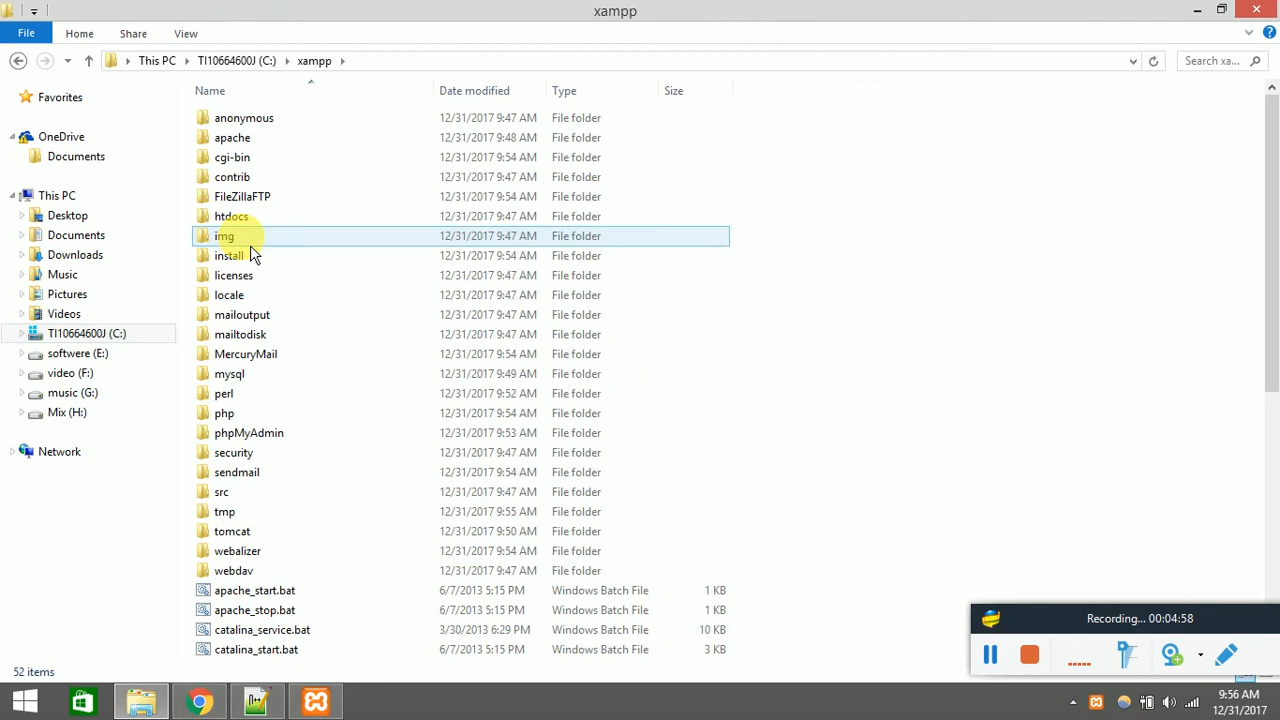 xampp
File Home Share View
This PC TI10664600J (C:) xampp Search xa...
Name Date modified Type Size
Favorites
OneDrive
Documents
This PC
Desktop
Documents
Downloads
Music
Pictures
Videos
TI10664600J (C:)
softwere (E:)
video (F:)
music (G:)
Mix (H:)
Network
anonymous 12/31/2017 9:47 AM File folder
apache 12/31/2017 9:48 AM File folder
cgi-bin 12/31/2017 9:54 AM File folder
contrib 12/31/2017 9:47 AM File folder
FileZillaFTP 12/31/2017 9:54 AM File folder
htdocs 12/31/2017 9:47 AM File folder
img 12/31/2017 9:47 AM File folder
install 12/31/2017 9:54 AM File folder
licenses 12/31/2017 9:47 AM File folder
locale 12/31/2017 9:47 AM File folder
mailoutput 12/31/2017 9:47 AM File folder
mailtodisk 12/31/2017 9:47 AM File folder
MercuryMail 12/31/2017 9:54 AM File folder
mysql 12/31/2017 9:49 AM File folder
perl 12/31/2017 9:52 AM File folder
php 12/31/2017 9:54 AM File folder
phpMyAdmin 12/31/2017 9:53 AM File folder
security 12/31/2017 9:47 AM File folder
sendmail 12/31/2017 9:54 AM File folder
src 12/31/2017 9:47 AM File folder
tmp 12/31/2017 9:55 AM File folder
tomcat 12/31/2017 9:50 AM File folder
webalizer 12/31/2017 9:54 AM File folder
webdav 12/31/2017 9:47 AM File folder
apache_start.bat 6/7/2013 5:15 PM Windows Batch File 1 KB
apache_stop.bat 6/7/2013 5:15 PM Windows Batch File 1 KB
catalina_service.bat 3/30/2013 6:29 PM Windows Batch File 10 KB
catalina_start.bat 6/7/2013 5:15 PM Windows Batch File 3 KB
Recording... 00:04:58
52 items
9:56 AM
12/31/2017